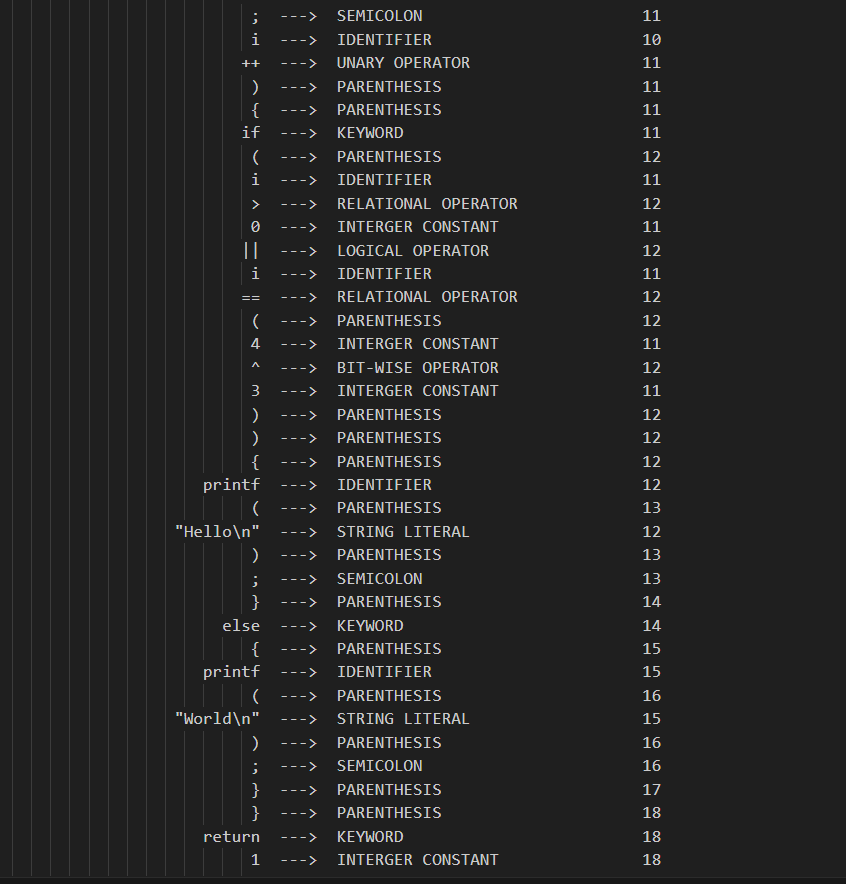 ; ---> SEMICOLON 11
i ---> IDENTIFIER 10
++ ---> UNARY OPERATOR 11
) ---> PARENTHESIS 11
{ ---> PARENTHESIS 11
if ---> KEYWORD 11
( ---> PARENTHESIS 12
i ---> IDENTIFIER 11
> ---> RELATIONAL OPERATOR 12
0 ---> INTERGER CONSTANT 11
|| ---> LOGICAL OPERATOR 12
i ---> IDENTIFIER 11
== ---> RELATIONAL OPERATOR 12
( ---> PARENTHESIS 12
4 ---> INTERGER CONSTANT 11
^ ---> BIT-WISE OPERATOR 12
3 ---> INTERGER CONSTANT 11
) ---> PARENTHESIS 12
) ---> PARENTHESIS 12
{ ---> PARENTHESIS 12
printf ---> IDENTIFIER 12
( ---> PARENTHESIS 13
"Hello\n" ---> STRING LITERAL 12
) ---> PARENTHESIS 13
; ---> SEMICOLON 13
} ---> PARENTHESIS 14
else ---> KEYWORD 14
{ ---> PARENTHESIS 15
printf ---> IDENTIFIER 15
( ---> PARENTHESIS 16
"World\n" ---> STRING LITERAL 15
) ---> PARENTHESIS 16
; ---> SEMICOLON 16
} ---> PARENTHESIS 17
} ---> PARENTHESIS 18
return ---> KEYWORD 18
1 ---> INTERGER CONSTANT 18